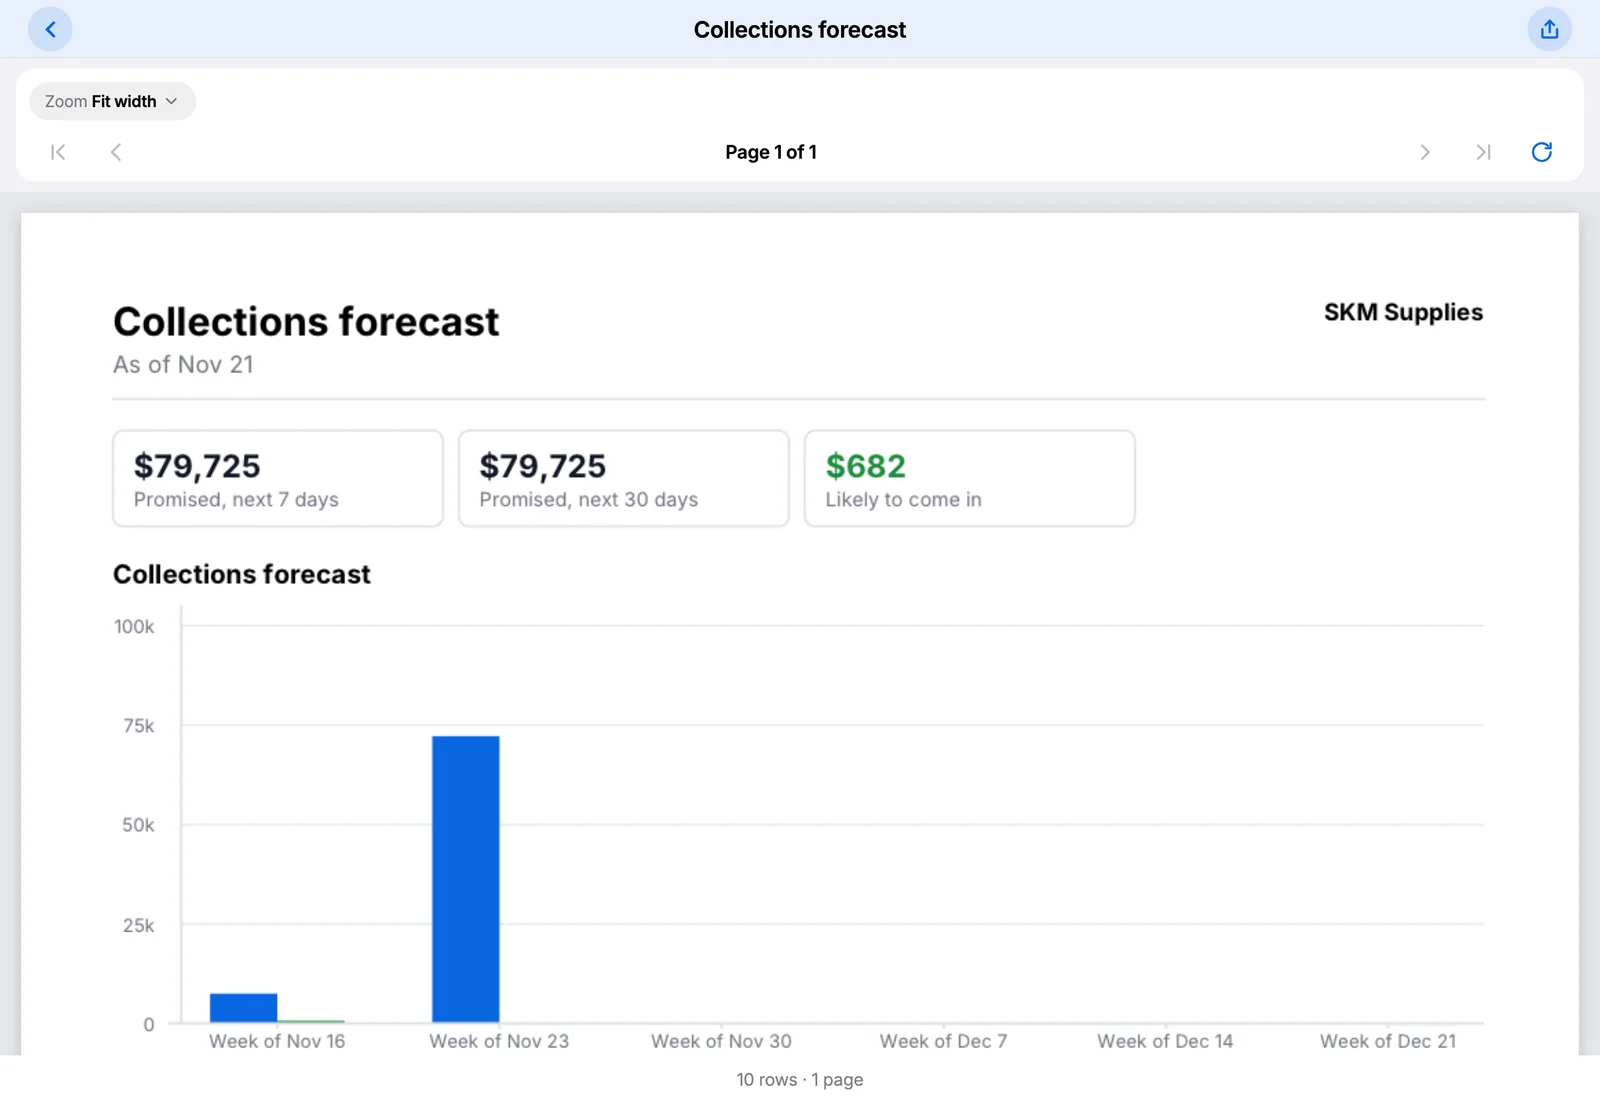 Collections forecast
Zoom Fit width
Page 1 of 1
Collections forecast
SKM Supplies
As of Nov 21
$79,725
Promised, next 7 days
$79,725
Promised, next 30 days
$682
Likely to come in
Collections forecast
100k
75k
50k
25k
0
Week of Nov 16
Week of Nov 23
Week of Nov 30
Week of Dec 7
Week of Dec 14
Week of Dec 21
10 rows · 1 page